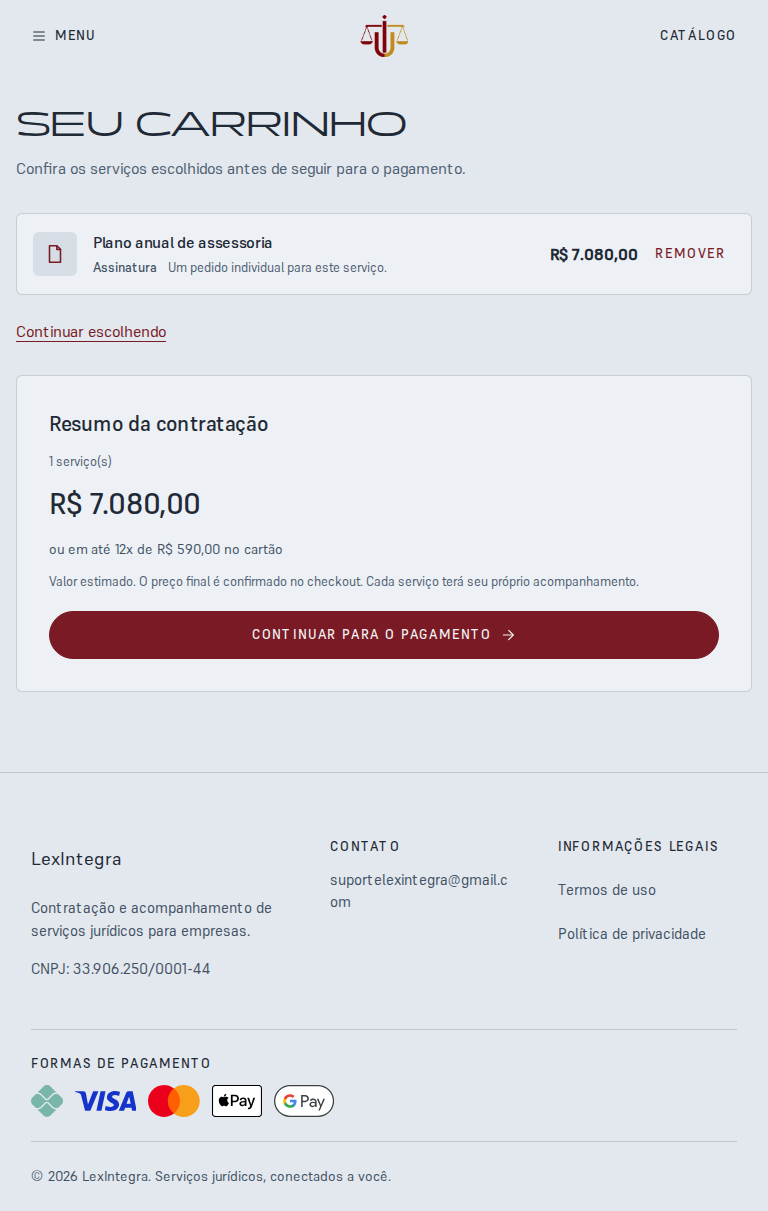 MENU
CATÁLOGO
SEU CARRINHO
Confira os serviços escolhidos antes de seguir para o pagamento.
Plano anual de assessoria
Assinatura Um pedido individual para este serviço.
R$ 7.080,00 REMOVER
Continuar escolhendo
Resumo da contratação
1 serviço(s)
R$ 7.080,00
ou em até 12x de R$ 590,00 no cartão
Valor estimado. O preço final é confirmado no checkout. Cada serviço terá seu próprio acompanhamento.
CONTINUAR PARA O PAGAMENTO →
LexIntegra
Contratação e acompanhamento de
serviços jurídicos para empresas.
CNPJ: 33.906.250/0001-44
CONTATO
suportelexintegra@gmail.c
om
INFORMAÇÕES LEGAIS
Termos de uso
Política de privacidade
FORMAS DE PAGAMENTO
VISA
Pay
G Pay
© 2026 LexIntegra. Serviços jurídicos, conectados a você.